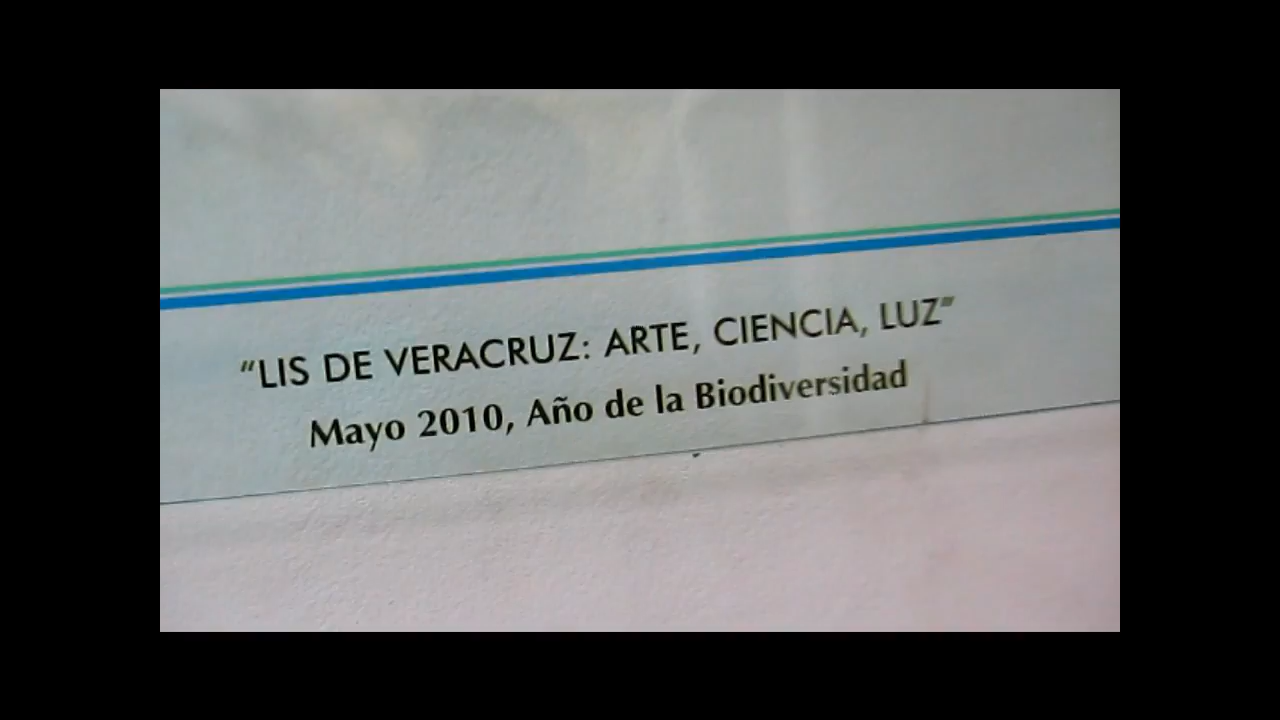 “LIS DE VERACRUZ: ARTE, CIENCIA, LUZ”
Mayo 2010, Año de la Biodiversidad